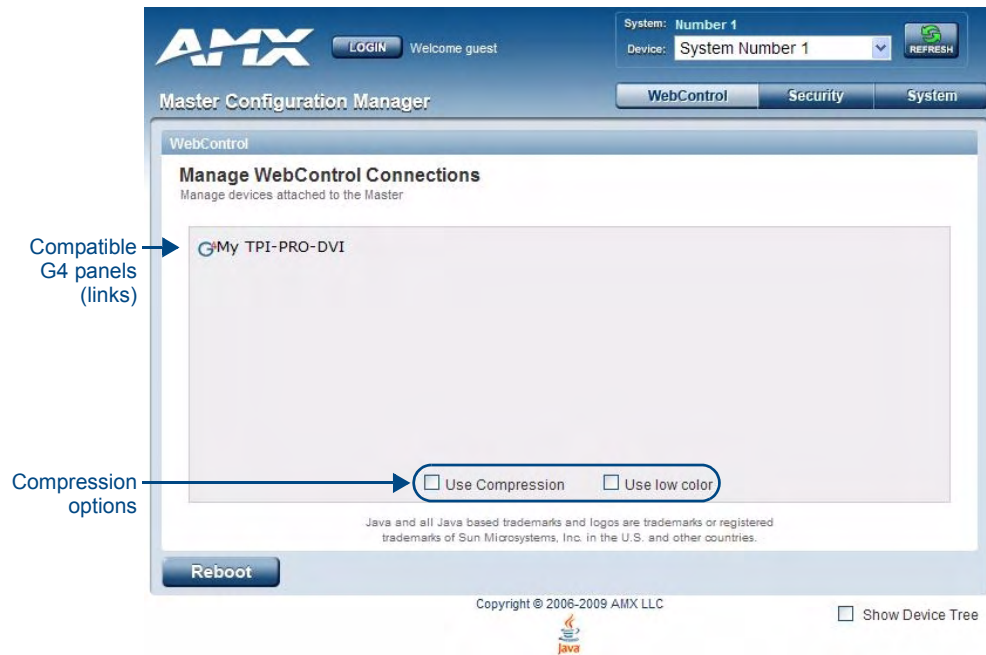 AMX
LOGIN Welcome guest
System: Number 1
Device: System Number 1
REFRESH
Master Configuration Manager
WebControl Security System
WebControl
Manage WebControl Connections
Manage devices attached to the Master
Compatible
G4 panels
(links)
G4 My TPI-PRO-DVI
Compression
options
Use Compression Use low color
Java and all Java based trademarks and logos are trademarks or registered
trademarks of Sun Microsystems, Inc. in the U.S. and other countries.
Reboot
Copyright © 2006-2009 AMX LLC
Show Device Tree
Java